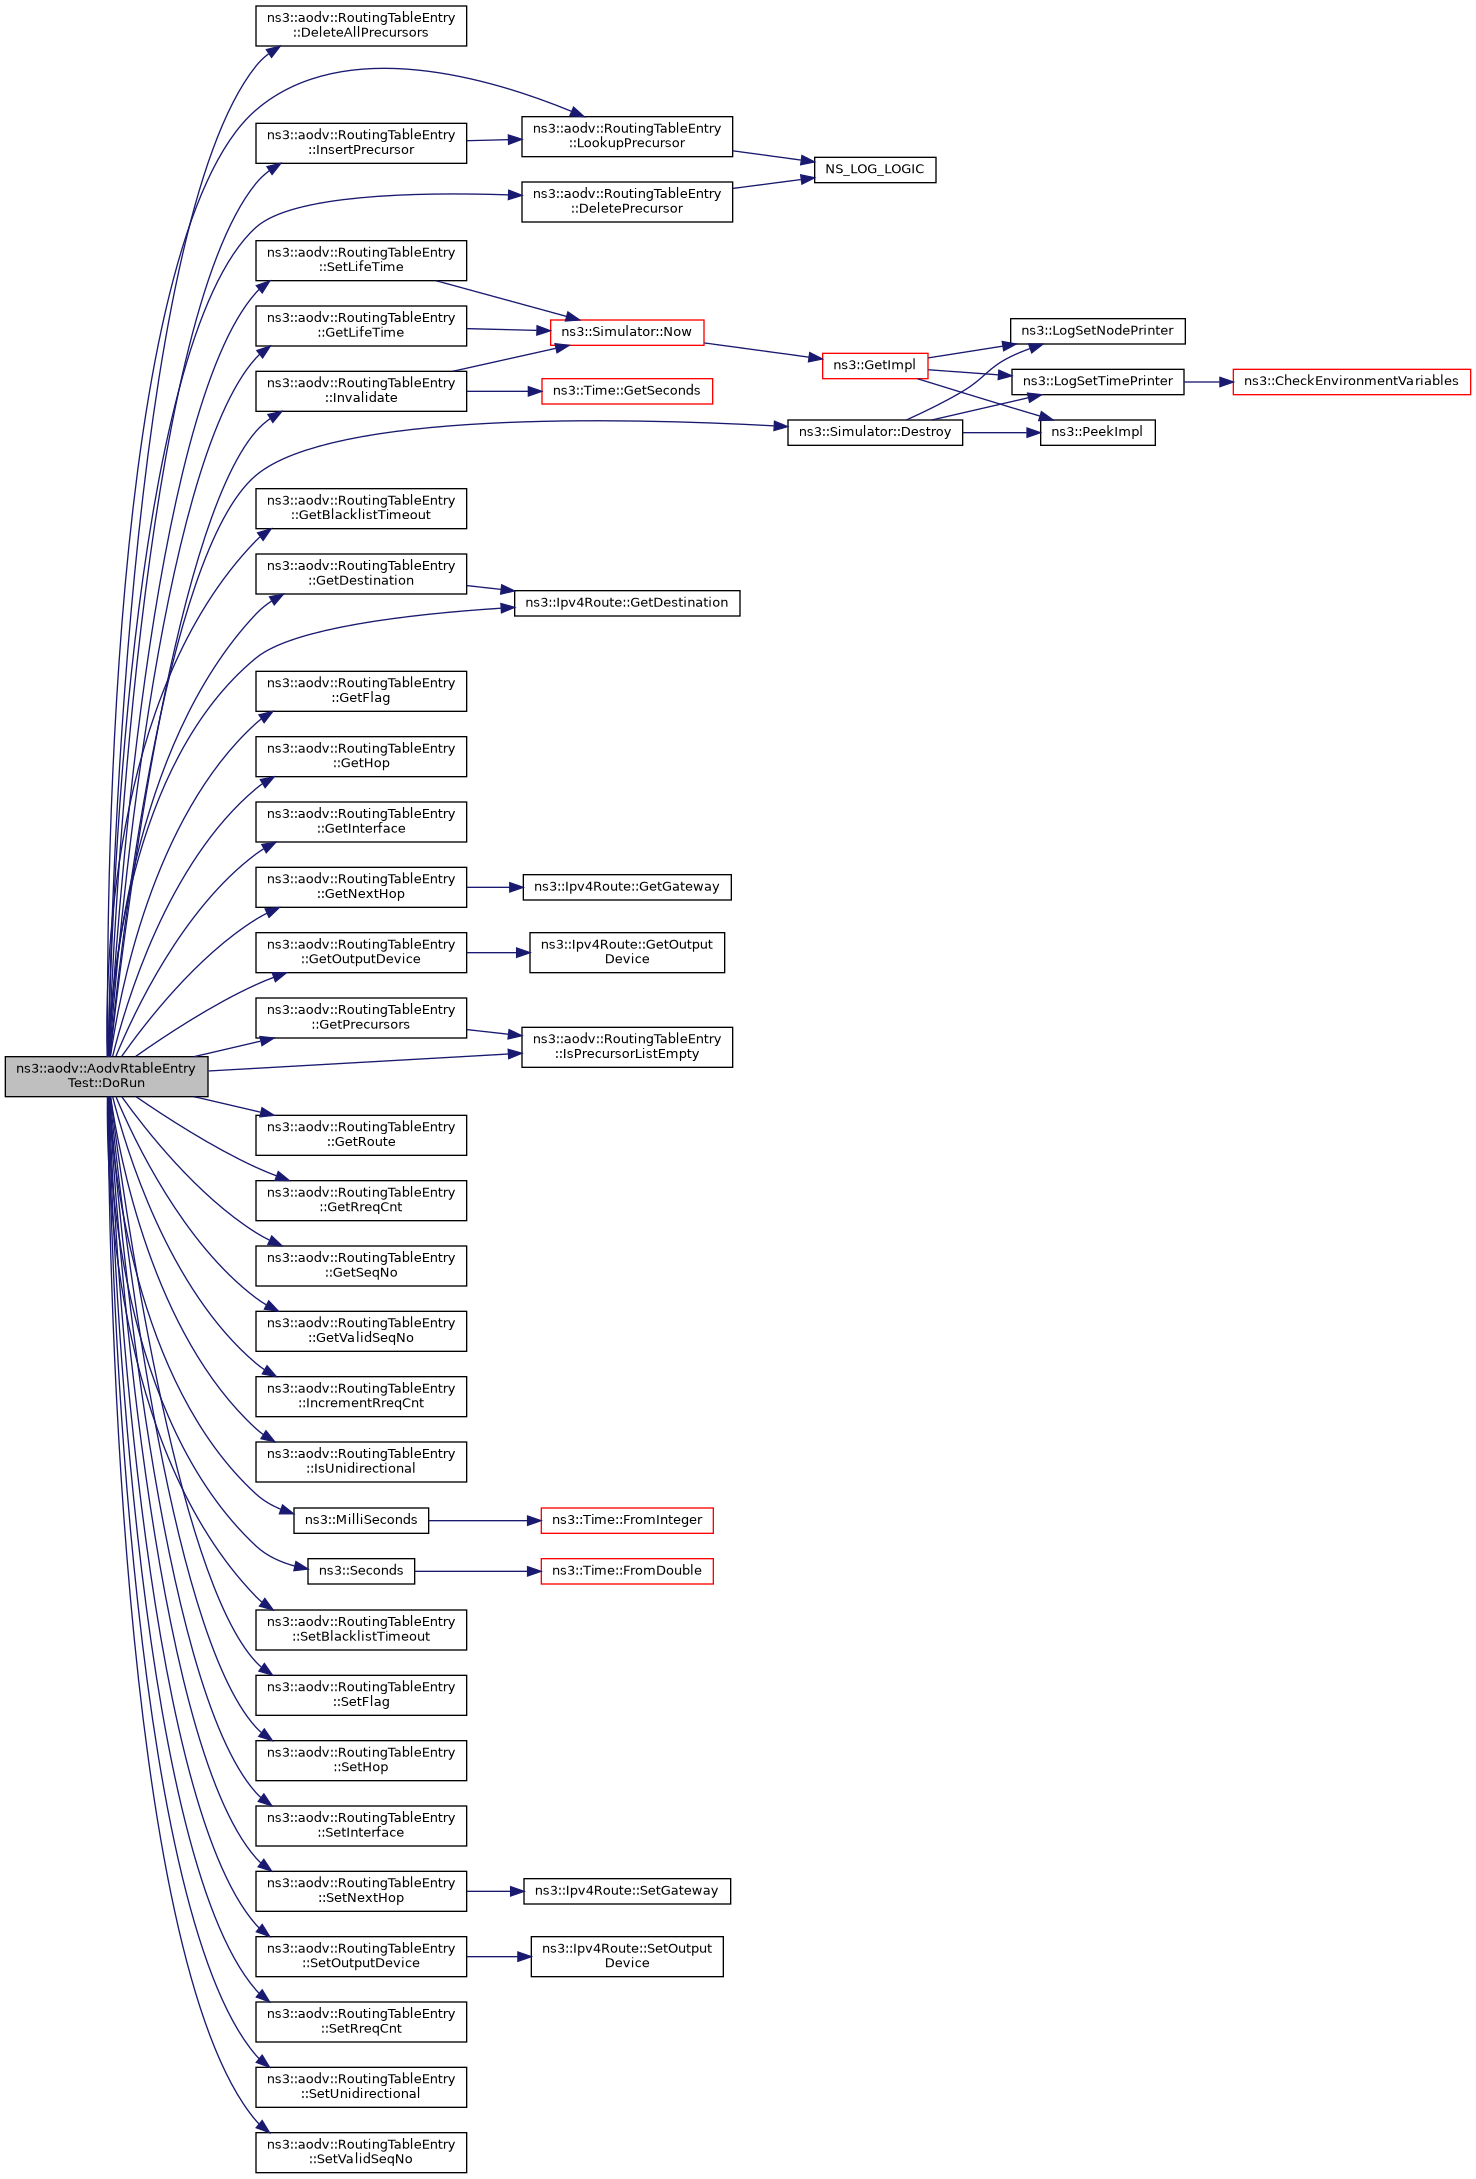 ns3::aodv::RoutingTableEntry
::DeleteAllPrecursors
ns3::aodv::RoutingTableEntry
::InsertPrecursor
ns3::aodv::RoutingTableEntry
::LookupPrecursor
NS_LOG_LOGIC
ns3::aodv::RoutingTableEntry
::DeletePrecursor
ns3::aodv::RoutingTableEntry
::SetLifeTime
ns3::aodv::RoutingTableEntry
::GetLifeTime
ns3::Simulator::Now
ns3::LogSetNodePrinter
ns3::GetImpl
ns3::aodv::RoutingTableEntry
::Invalidate
ns3::Time::GetSeconds
ns3::LogSetTimePrinter
ns3::CheckEnvironmentVariables
ns3::Simulator::Destroy
ns3::PeekImpl
ns3::aodv::RoutingTableEntry
::GetBlacklistTimeout
ns3::aodv::RoutingTableEntry
::GetDestination
ns3::Ipv4Route::GetDestination
ns3::aodv::RoutingTableEntry
::GetFlag
ns3::aodv::RoutingTableEntry
::GetHop
ns3::aodv::RoutingTableEntry
::GetInterface
ns3::aodv::RoutingTableEntry
::GetNextHop
ns3::Ipv4Route::GetGateway
ns3::aodv::RoutingTableEntry
::GetOutputDevice
ns3::Ipv4Route::GetOutput
Device
ns3::aodv::RoutingTableEntry
::GetPrecursors
ns3::aodv::RoutingTableEntry
::IsPrecursorListEmpty
ns3::aodv::AodvRtableEntry
Test::DoRun
ns3::aodv::RoutingTableEntry
::GetRoute
ns3::aodv::RoutingTableEntry
::GetRreqCnt
ns3::aodv::RoutingTableEntry
::GetSeqNo
ns3::aodv::RoutingTableEntry
::GetValidSeqNo
ns3::aodv::RoutingTableEntry
::IncrementRreqCnt
ns3::aodv::RoutingTableEntry
::IsUnidirectional
ns3::MilliSeconds
ns3::Time::FromInteger
ns3::Seconds
ns3::Time::FromDouble
ns3::aodv::RoutingTableEntry
::SetBlacklistTimeout
ns3::aodv::RoutingTableEntry
::SetFlag
ns3::aodv::RoutingTableEntry
::SetHop
ns3::aodv::RoutingTableEntry
::SetInterface
ns3::aodv::RoutingTableEntry
::SetNextHop
ns3::Ipv4Route::SetGateway
ns3::aodv::RoutingTableEntry
::SetOutputDevice
ns3::Ipv4Route::SetOutput
Device
ns3::aodv::RoutingTableEntry
::SetRreqCnt
ns3::aodv::RoutingTableEntry
::SetUnidirectional
ns3::aodv::RoutingTableEntry
::SetValidSeqNo